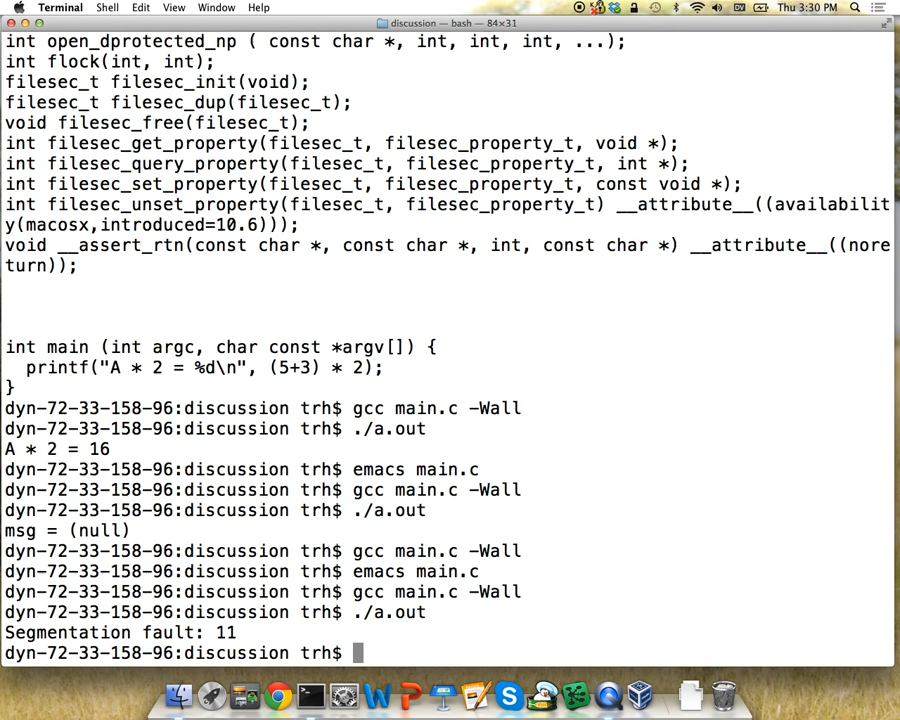 Terminal Shell Edit View Window Help Thu 3:30 PM
discussion — bash — 84×31
int open_dprotected_np ( const char *, int, int, int, ...);
int flock(int, int);
filesec_t filesec_init(void);
filesec_t filesec_dup(filesec_t);
void filesec_free(filesec_t);
int filesec_get_property(filesec_t, filesec_property_t, void *);
int filesec_query_property(filesec_t, filesec_property_t, int *);
int filesec_set_property(filesec_t, filesec_property_t, const void *);
int filesec_unset_property(filesec_t, filesec_property_t) __attribute__((availabilit
y(macosx,introduced=10.6)));
void __assert_rtn(const char *, const char *, int, const char *) __attribute__((nore
turn));
int main (int argc, char const *argv[]) {
  printf("A * 2 = %d\n", (5+3) * 2);
}
dyn-72-33-158-96:discussion trh$ gcc main.c -Wall
dyn-72-33-158-96:discussion trh$ ./a.out
A * 2 = 16
dyn-72-33-158-96:discussion trh$ emacs main.c
dyn-72-33-158-96:discussion trh$ gcc main.c -Wall
dyn-72-33-158-96:discussion trh$ ./a.out
msg = (null)
dyn-72-33-158-96:discussion trh$ gcc main.c -Wall
dyn-72-33-158-96:discussion trh$ emacs main.c
dyn-72-33-158-96:discussion trh$ gcc main.c -Wall
dyn-72-33-158-96:discussion trh$ ./a.out
Segmentation fault: 11
dyn-72-33-158-96:discussion trh$